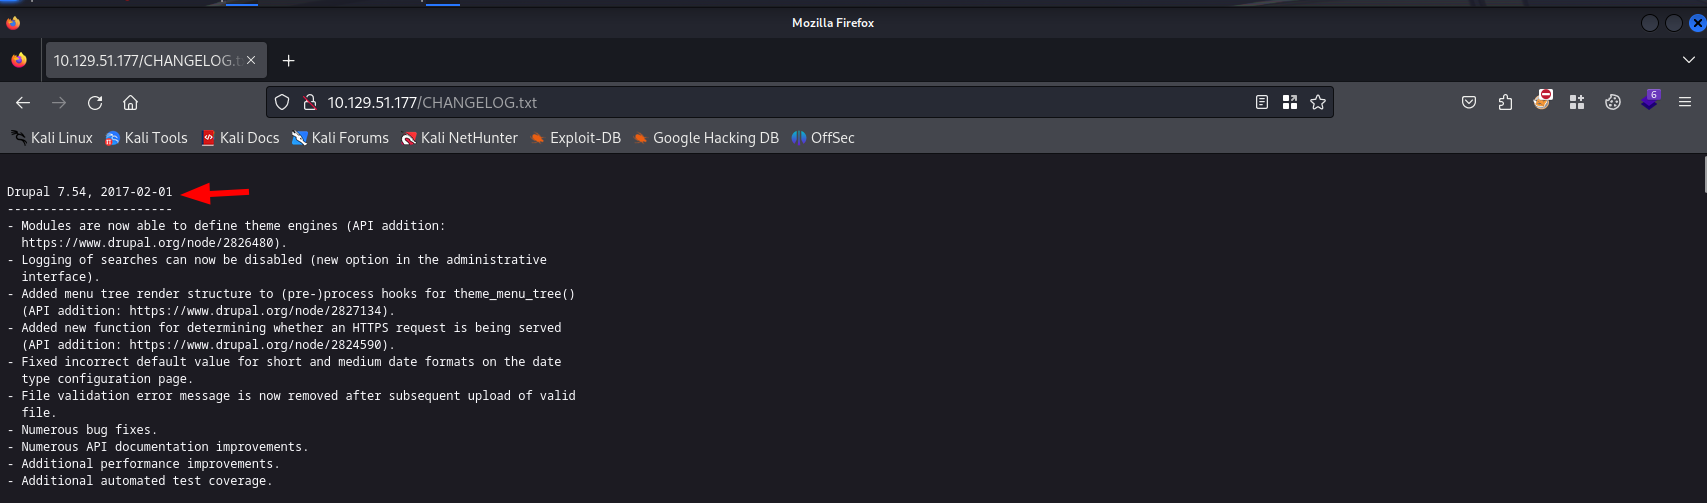 Mozilla Firefox
10.129.51.177/CHANGELOG.t
10.129.51.177/CHANGELOG.txt
6
Kali Linux Kali Tools Kali Docs Kali Forums Kali NetHunter Exploit-DB Google Hacking DB OffSec
Drupal 7.54, 2017-02-01
-----------------------
- Modules are now able to define theme engines (API addition:
https://www.drupal.org/node/2826480).
- Logging of searches can now be disabled (new option in the administrative
interface).
- Added menu tree render structure to (pre-)process hooks for theme_menu_tree()
(API addition: https://www.drupal.org/node/2827134).
- Added new function for determining whether an HTTPS request is being served
(API addition: https://www.drupal.org/node/2824590).
- Fixed incorrect default value for short and medium date formats on the date
type configuration page.
- File validation error message is now removed after subsequent upload of valid
file.
- Numerous bug fixes.
- Numerous API documentation improvements.
- Additional performance improvements.
- Additional automated test coverage.